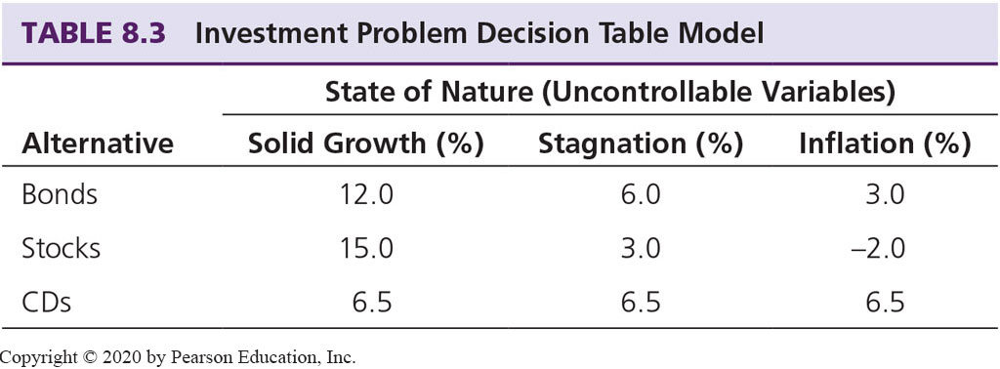 TABLE 8.3 Investment Problem Decision Table Model
State of Nature (Uncontrollable Variables)
Alternative Solid Growth (%) Stagnation (%) Inflation (%)
Bonds 12.0 6.0 3.0
Stocks 15.0 3.0 –2.0
CDs 6.5 6.5 6.5
Copyright © 2020 by Pearson Education, Inc.